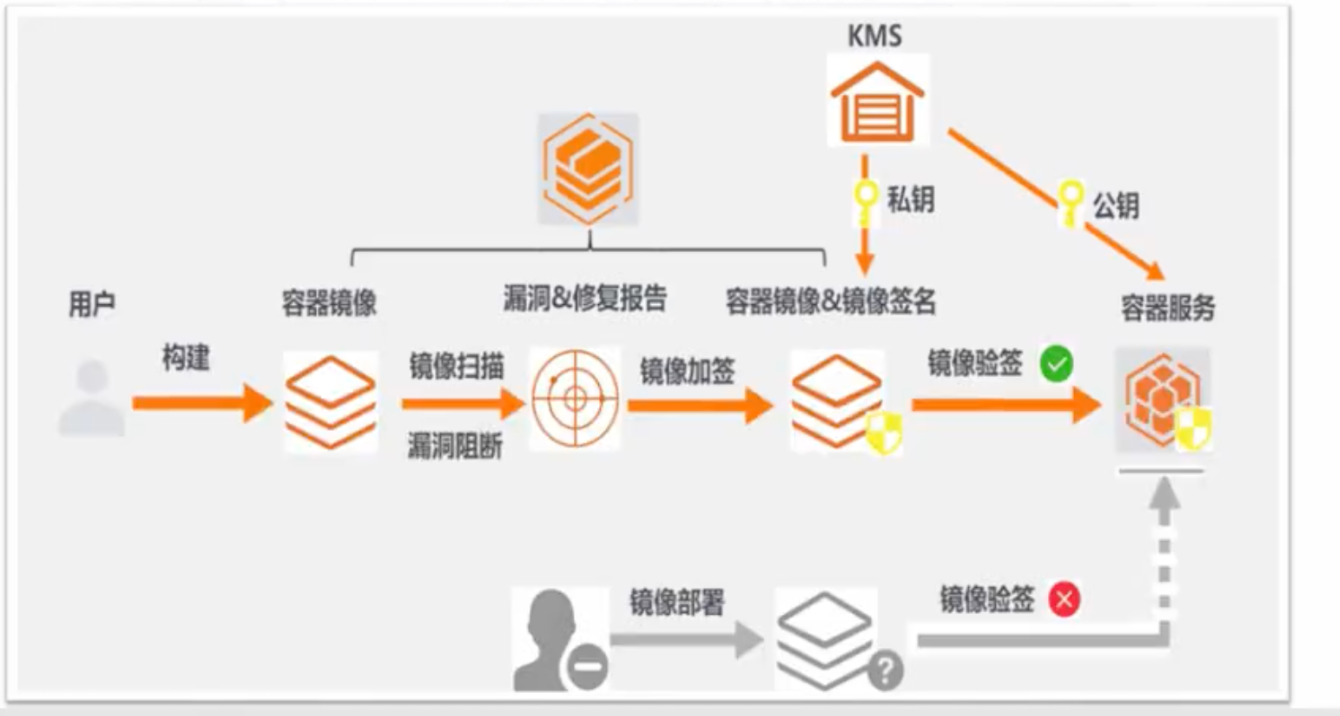 KMS
私钥
公钥
用户
容器镜像
漏洞&修复报告
容器镜像&镜像签名
容器服务
构建
镜像扫描
漏洞阻断
镜像加签
镜像验签
镜像部署
?
镜像验签